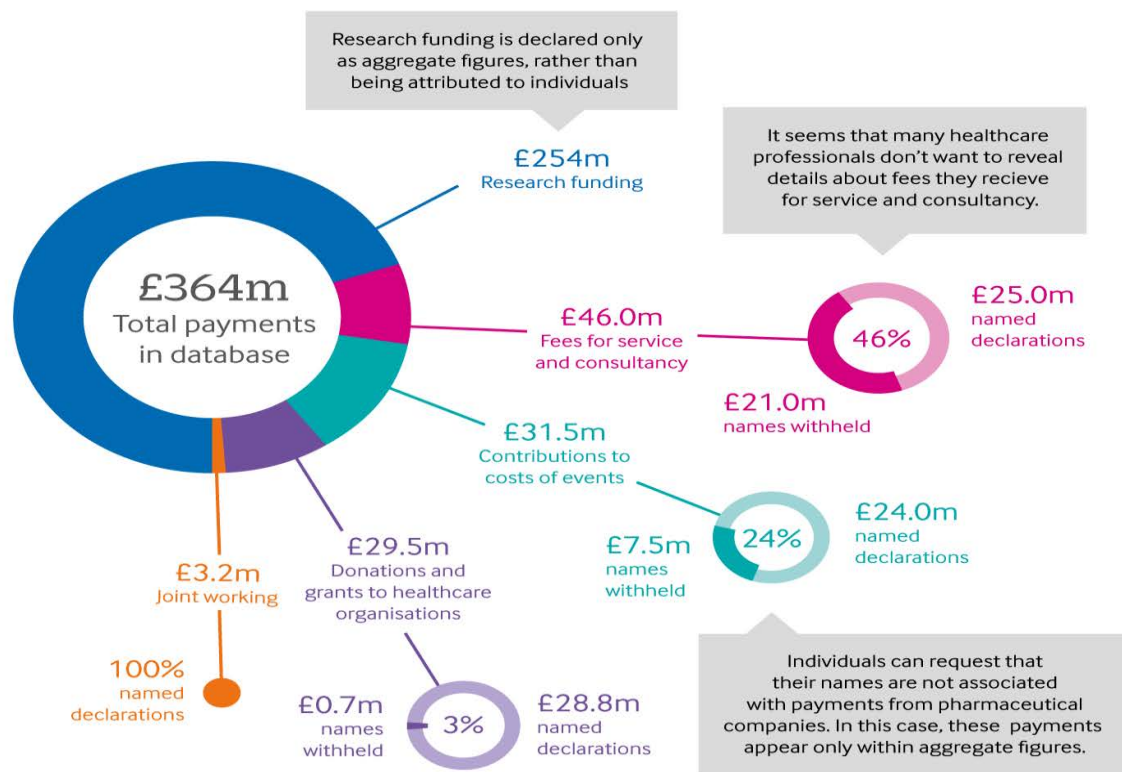 Research funding is declared only
as aggregate figures, rather than
being attributed to individuals
£254m
Research funding
It seems that many healthcare
professionals don't want to reveal
details about fees they recieve
for service and consultancy.
£364m
Total payments
in database
£46.0m
Fees for service
and consultancy
46%
£25.0m
named
declarations
£21.0m
names withheld
£31.5m
Contributions to
costs of events
24%
£24.0m
named
declarations
£7.5m
names
withheld
£29.5m
Donations and
grants to healthcare
organisations
£3.2m
Joint working
100%
named
declarations
£0.7m
names
withheld
3%
£28.8m
named
declarations
Individuals can request that
their names are not associated
with payments from pharmaceutical
companies. In this case, these payments
appear only within aggregate figures.